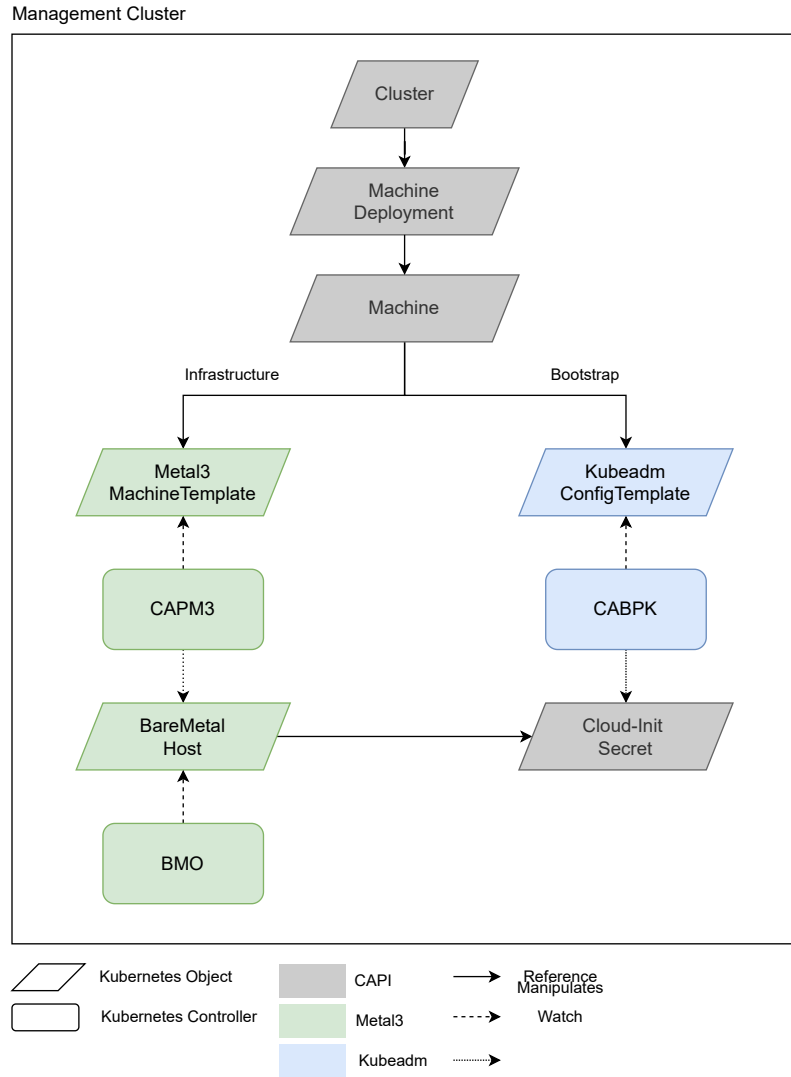 Management Cluster
Cluster
Machine
Deployment
Machine
Infrastructure
Bootstrap
Metal3
MachineTemplate
Kubeadm
ConfigTemplate
CAPM3
CABPK
BareMetal
Host
Cloud-Init
Secret
BMO
Kubernetes Object
CAPI
Reference
Manipulates
Kubernetes Controller
Metal3
Watch
Kubeadm